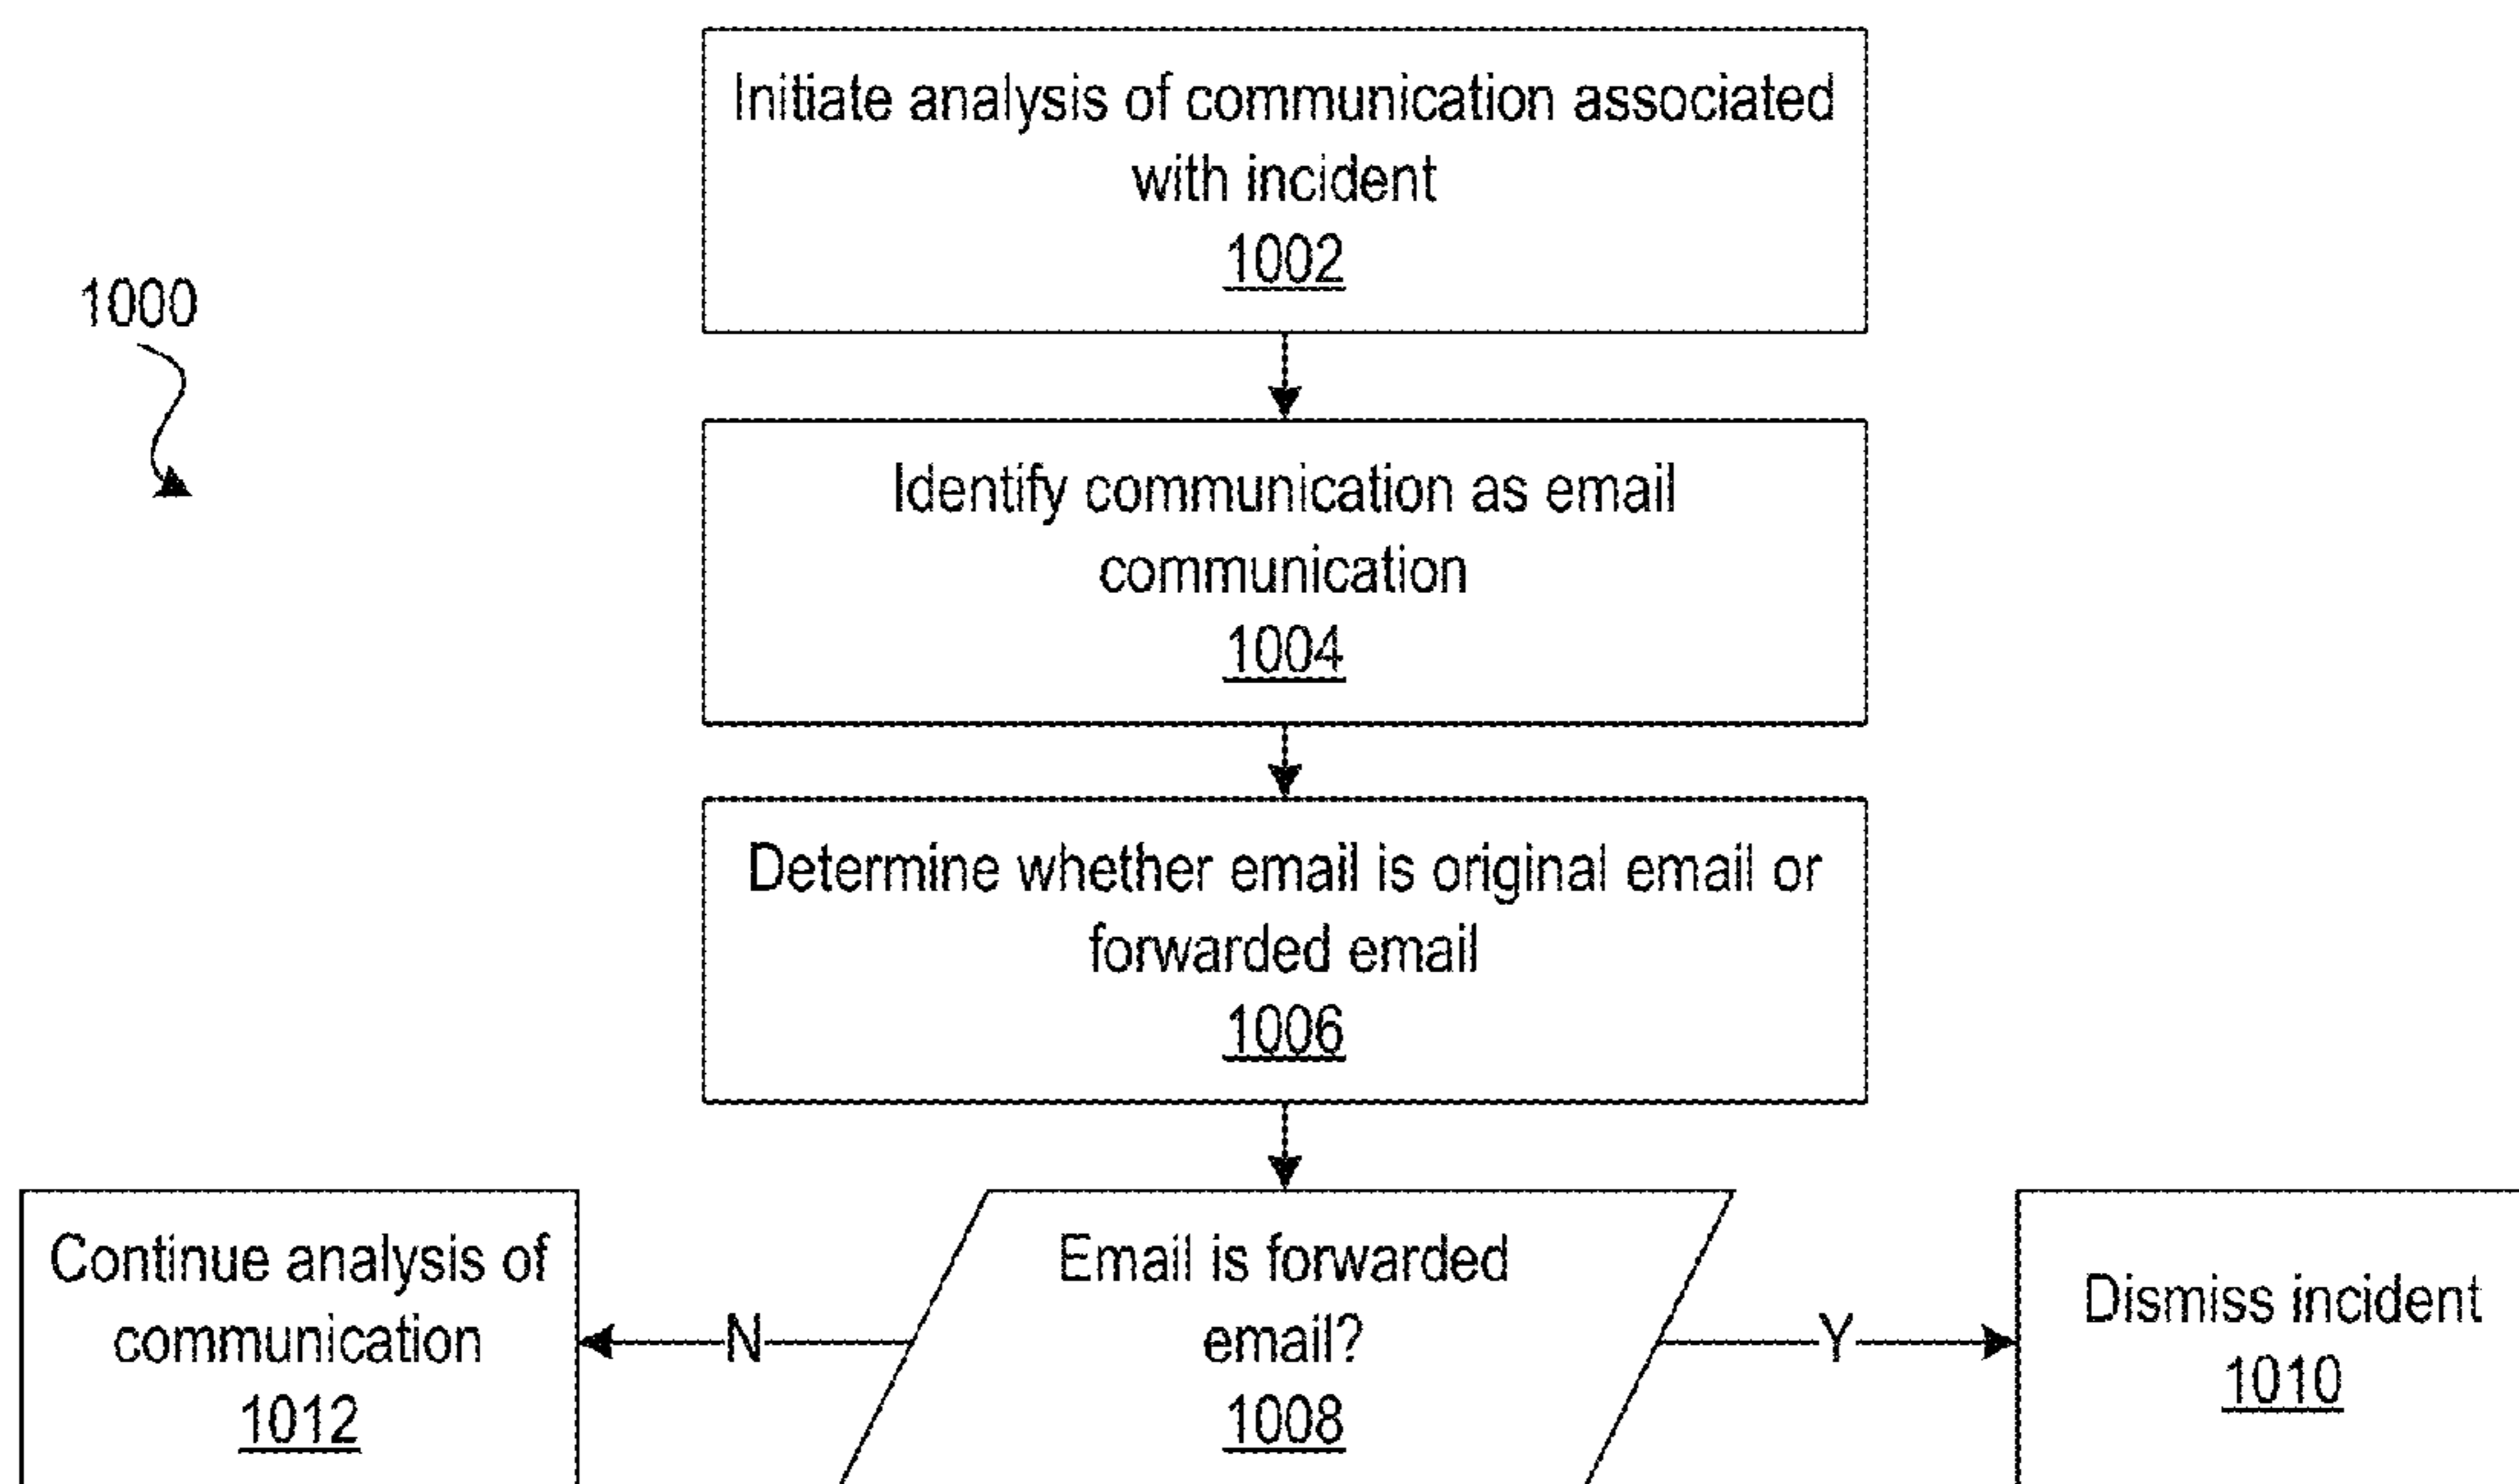 Initiate analysis of communication associated
with incident
1002
1000
Identify communication as email
communication
1004
Determine whether email is original email or
forwarded email
1006
Continue analysis of
communication
1012
N
Email is forwarded
email?
1008
Y
Dismiss incident
1010